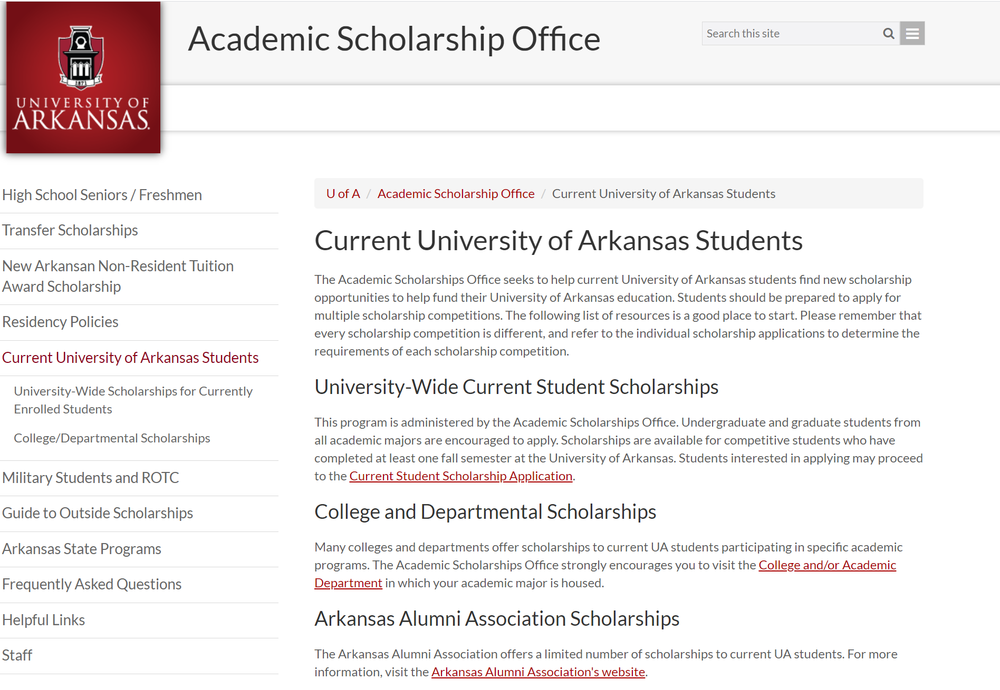 1871
UNIVERSITY OF
ARKANSAS.
Academic Scholarship Office
Search this site
High School Seniors / Freshmen
Transfer Scholarships
New Arkansan Non-Resident Tuition
Award Scholarship
Residency Policies
Current University of Arkansas Students
University-Wide Scholarships for Currently
Enrolled Students
College/Departmental Scholarships
Military Students and ROTC
Guide to Outside Scholarships
Arkansas State Programs
Frequently Asked Questions
Helpful Links
Staff
U of A / Academic Scholarship Office / Current University of Arkansas Students
Current University of Arkansas Students
The Academic Scholarships Office seeks to help current University of Arkansas students find new scholarship
opportunities to help fund their University of Arkansas education. Students should be prepared to apply for
multiple scholarship competitions. The following list of resources is a good place to start. Please remember that
every scholarship competition is different, and refer to the individual scholarship applications to determine the
requirements of each scholarship competition.
University-Wide Current Student Scholarships
This program is administered by the Academic Scholarships Office. Undergraduate and graduate students from
all academic majors are encouraged to apply. Scholarships are available for competitive students who have
completed at least one fall semester at the University of Arkansas. Students interested in applying may proceed
to the Current Student Scholarship Application.
College and Departmental Scholarships
Many colleges and departments offer scholarships to current UA students participating in specific academic
programs. The Academic Scholarships Office strongly encourages you to visit the College and/or Academic
Department in which your academic major is housed.
Arkansas Alumni Association Scholarships
The Arkansas Alumni Association offers a limited number of scholarships to current UA students. For more
information, visit the Arkansas Alumni Association's website.